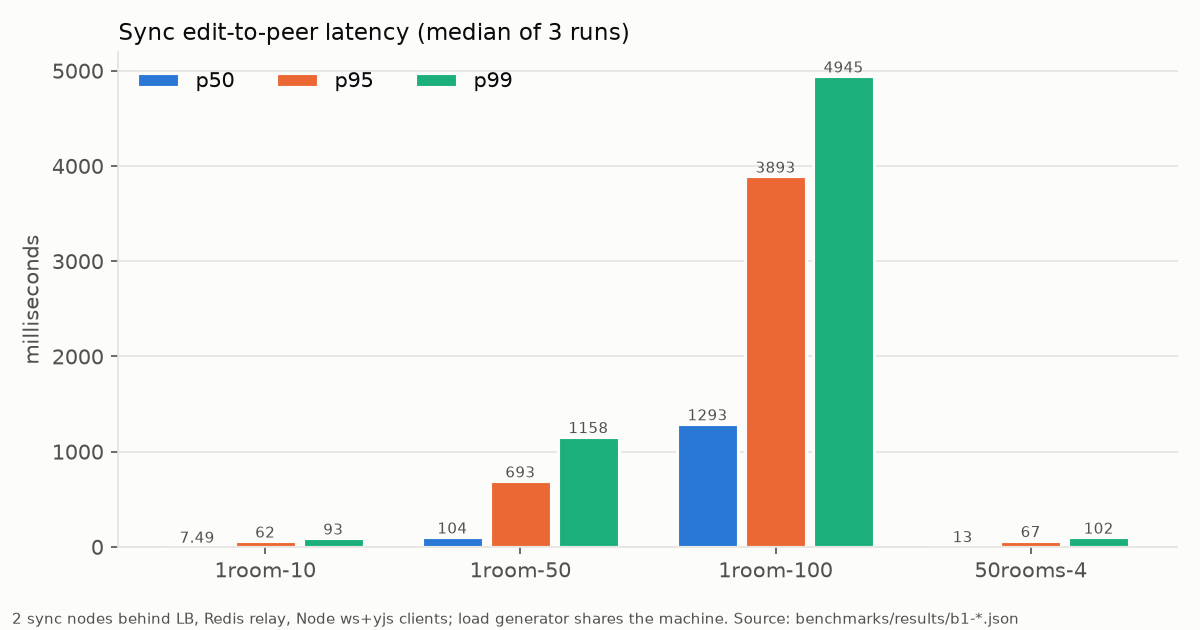 Sync edit-to-peer latency (median of 3 runs)
p50 p95 p99
milliseconds
5000
4000
3000
2000
1000
0
7.49 62 93
104 693 1158
1293 3893 4945
13 67 102
1room-10 1room-50 1room-100 50rooms-4
2 sync nodes behind LB, Redis relay, Node ws+yjs clients; load generator shares the machine. Source: benchmarks/results/b1-*.json